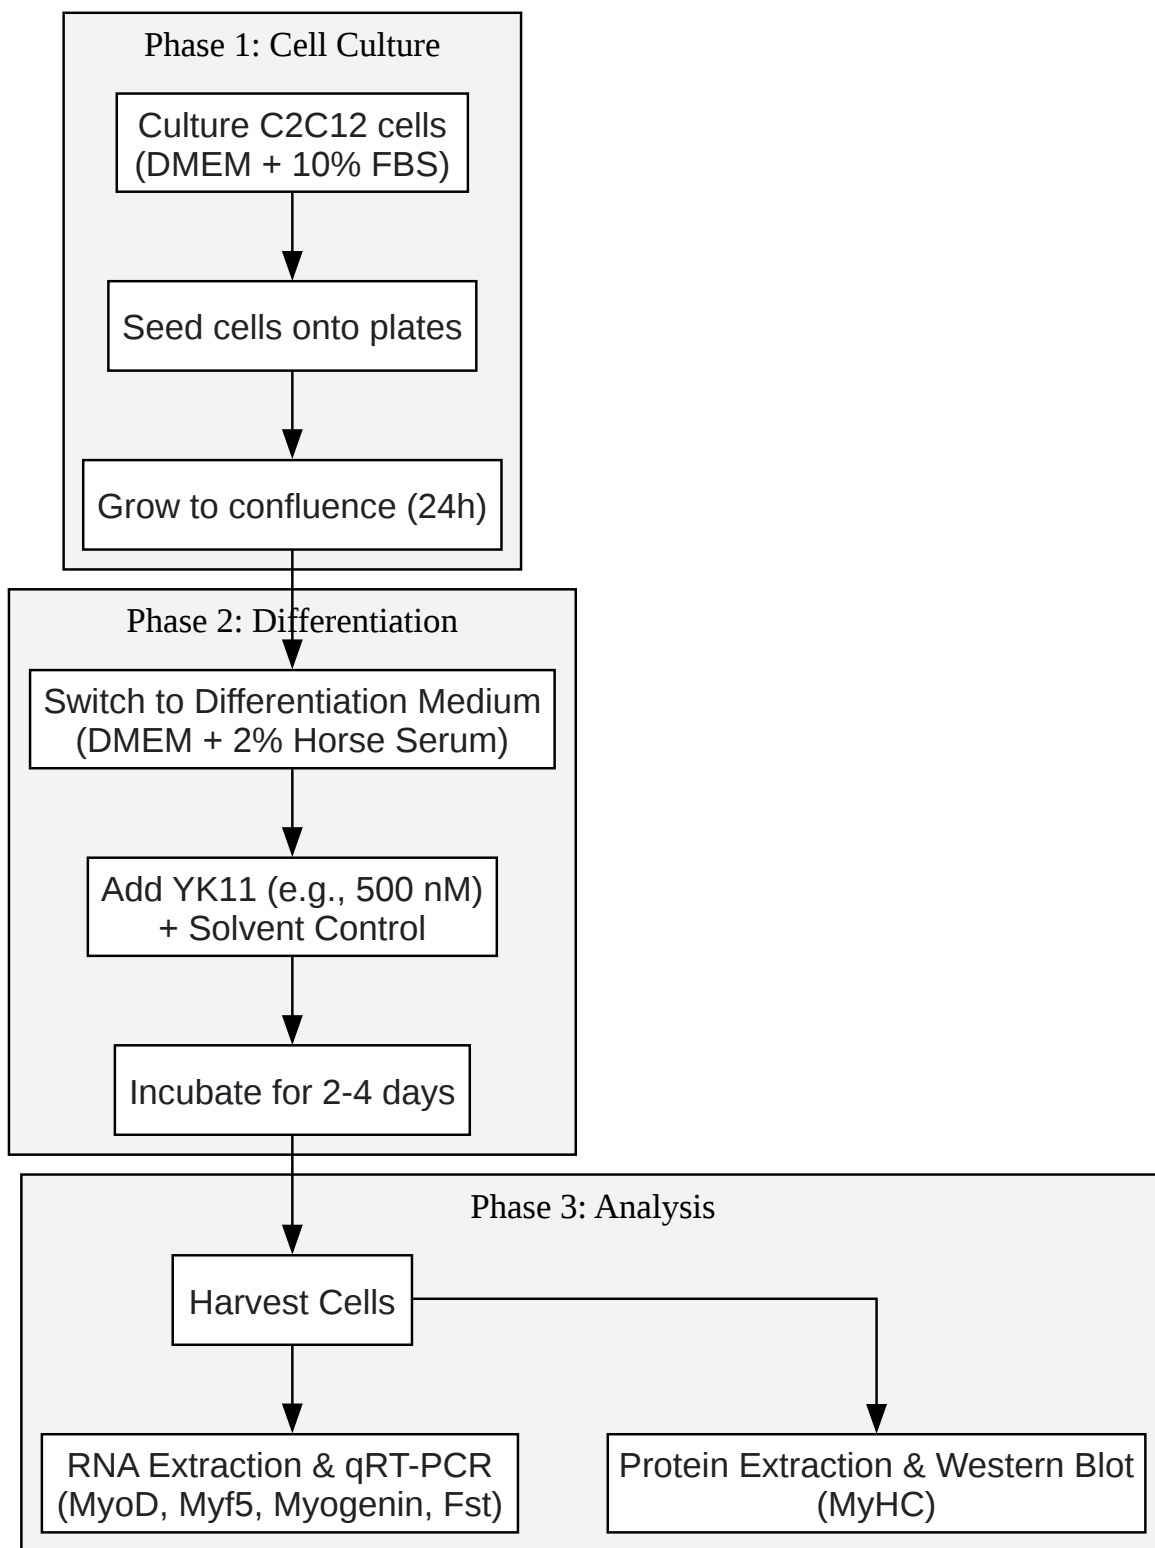 Phase 1: Cell Culture
Culture C2C12 cells
(DMEM + 10% FBS)
Seed cells onto plates
Grow to confluence (24h)
Phase 2: Differentiation
Switch to Differentiation Medium
(DMEM + 2% Horse Serum)
Add YK11 (e.g., 500 nM)
+ Solvent Control
Incubate for 2-4 days
Phase 3: Analysis
Harvest Cells
RNA Extraction & qRT-PCR
(MyoD, Myf5, Myogenin, Fst)
Protein Extraction & Western Blot
(MyHC)